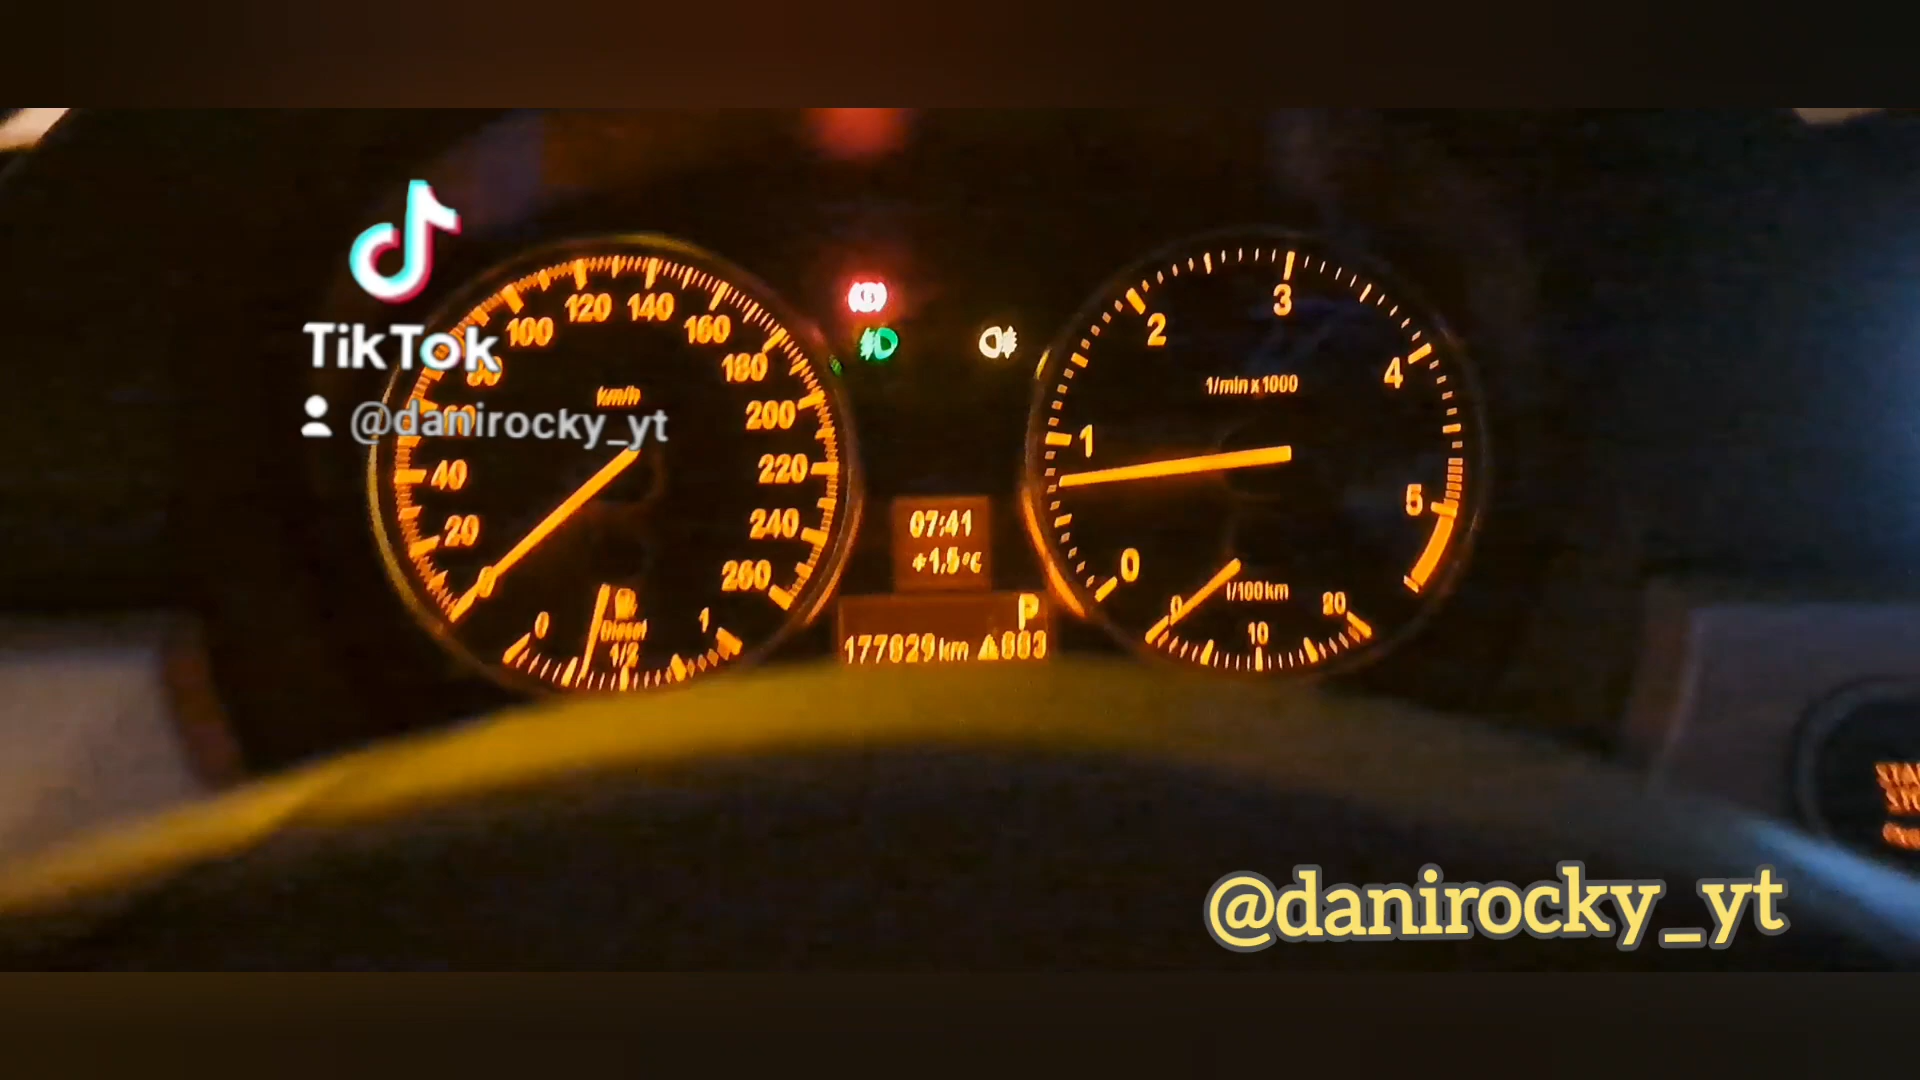 TikTok
@danirocky_yt
100 120 140 160
180
200
40
220
20
240
0
260
km/h
0 1/2 1
Diesel
07:41
+1,5°C
P
177829 km
0 1 2 3 4 5
1/min x 1000
l/100km
0 10 20
@danirocky_yt